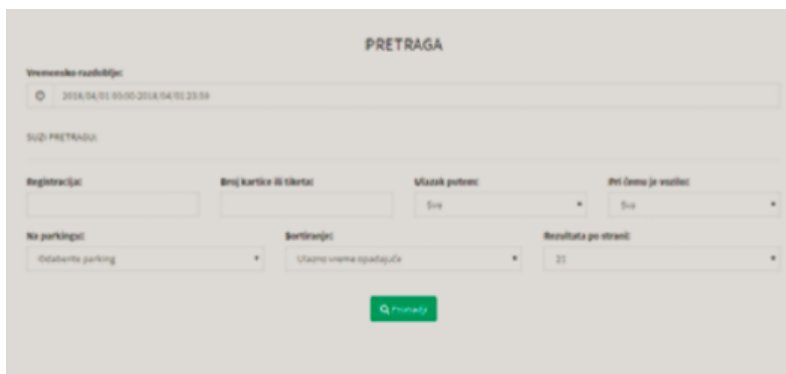 PRETRAGA
Vremensko razdoblje:
2018/04/01 00:00-2018/04/01 23:59
SUZI PRETRAGU:
Registracija: Broj kartice ili tiketa: Ulazak putem: Pri čemu je vozilo:
Sve Sva
Na parkingu: Sortiranje: Rezultata po strani:
Odaberite parking Ulazno vreme opadajuće
Pronadji